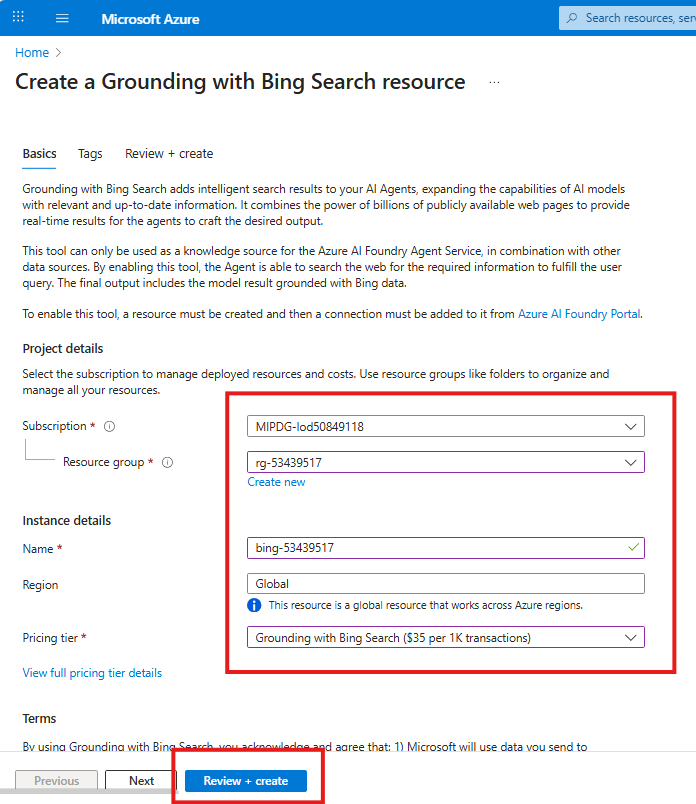 Microsoft Azure
Search resources, ser
Home >
Create a Grounding with Bing Search resource ...
Basics Tags Review + create
Grounding with Bing Search adds intelligent search results to your AI Agents, expanding the capabilities of AI models
with relevant and up-to-date information. It combines the power of billions of publicly available web pages to provide
real-time results for the agents to craft the desired output.
This tool can only be used as a knowledge source for the Azure AI Foundry Agent Service, in combination with other
data sources. By enabling this tool, the Agent is able to search the web for the required information to fulfill the user
query. The final output includes the model result grounded with Bing data.
To enable this tool, a resource must be created and then a connection must be added to it from Azure AI Foundry Portal.
Project details
Select the subscription to manage deployed resources and costs. Use resource groups like folders to organize and
manage all your resources.
Subscription * MIPDG-lod50849118
Resource group * rg-53439517
Create new
Instance details
Name * bing-53439517
Region Global
This resource is a global resource that works across Azure regions.
Pricing tier * Grounding with Bing Search ($35 per 1K transactions)
View full pricing tier details
Terms
By using Grounding with Bing Search, you acknowledge and agree that: 1) Microsoft will use data you send to
Previous Next Review + create